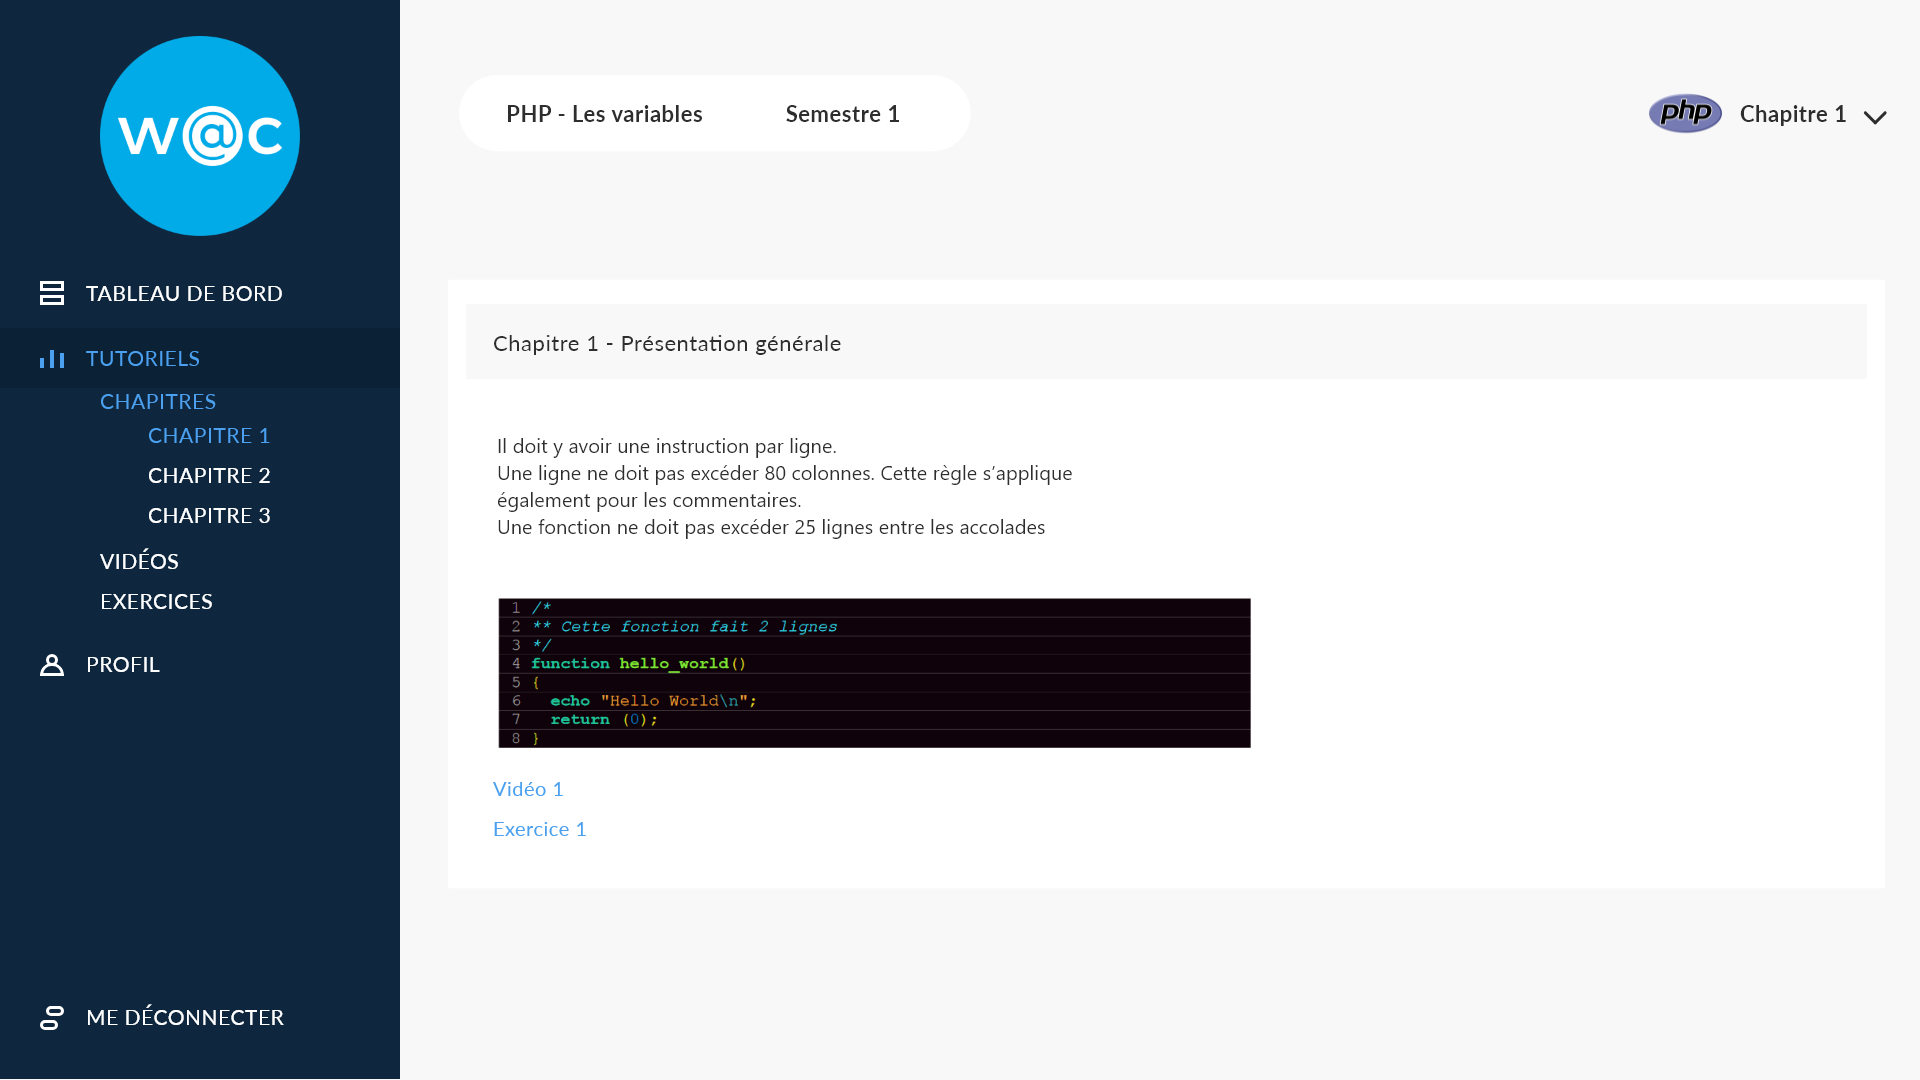 W@C
TABLEAU DE BORD
TUTORIELS
CHAPITRES
CHAPITRE 1
CHAPITRE 2
CHAPITRE 3
VIDÉOS
EXERCICES
PROFIL
ME DÉCONNECTER
PHP - Les variables
Semestre 1
php
Chapitre 1
Chapitre 1 - Présentation générale
Il doit y avoir une instruction par ligne.
Une ligne ne doit pas excéder 80 colonnes. Cette règle s’applique
également pour les commentaires.
Une fonction ne doit pas excéder 25 lignes entre les accolades
1 /*
2 ** Cette fonction fait 2 lignes
3 */
4 function hello_world()
5 {
6   echo "Hello World\n";
7   return (0);
8 }
Vidéo 1
Exercice 1